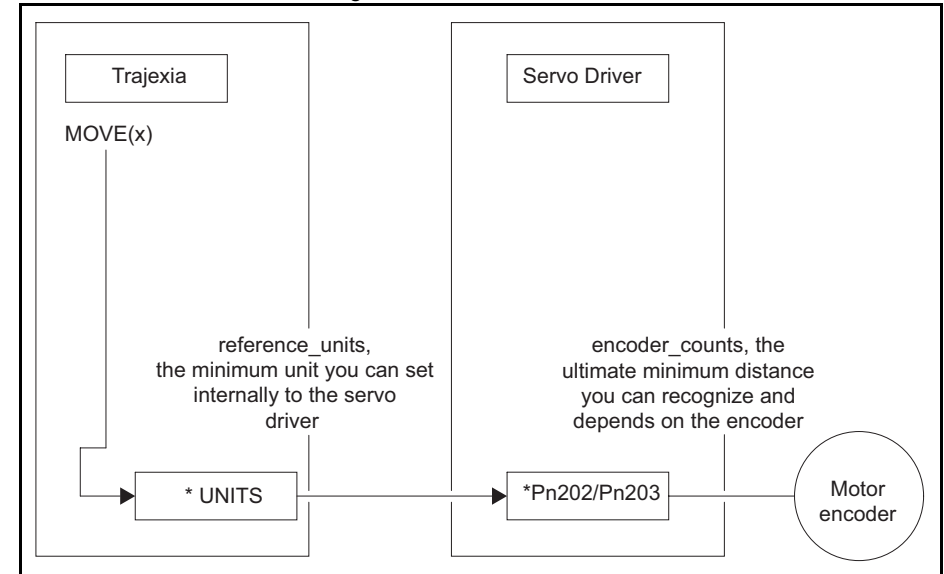 Trajexia
Servo Driver
MOVE(x)
reference_units,
the minimum unit you can set
internally to the servo
driver
encoder_counts, the
ultimate minimum distance
you can recognize and
depends on the encoder
* UNITS
*Pn202/Pn203
Motor
encoder